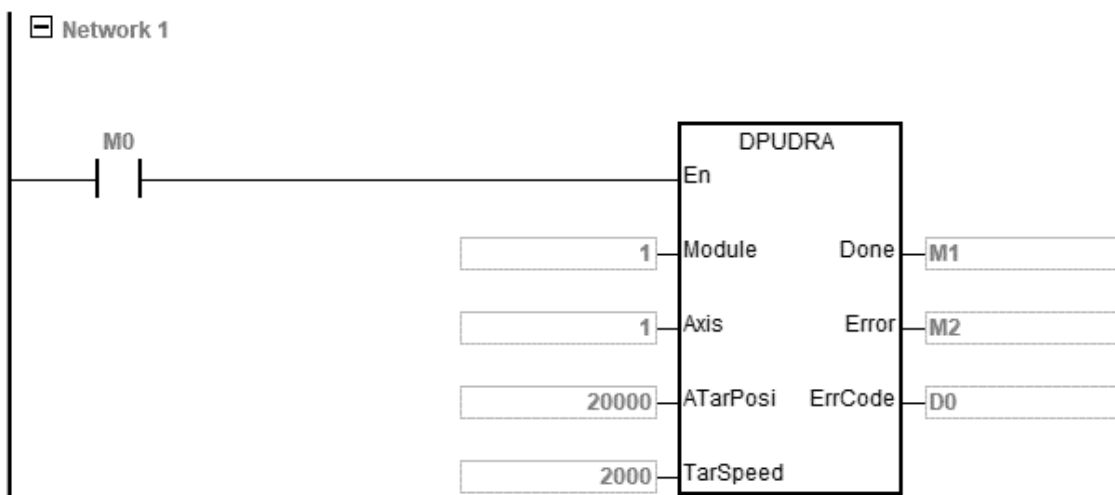 Network 1
M0
DPUDRA
En
1 Module Done M1
1 Axis Error M2
20000 ATarPosi ErrCode D0
2000 TarSpeed